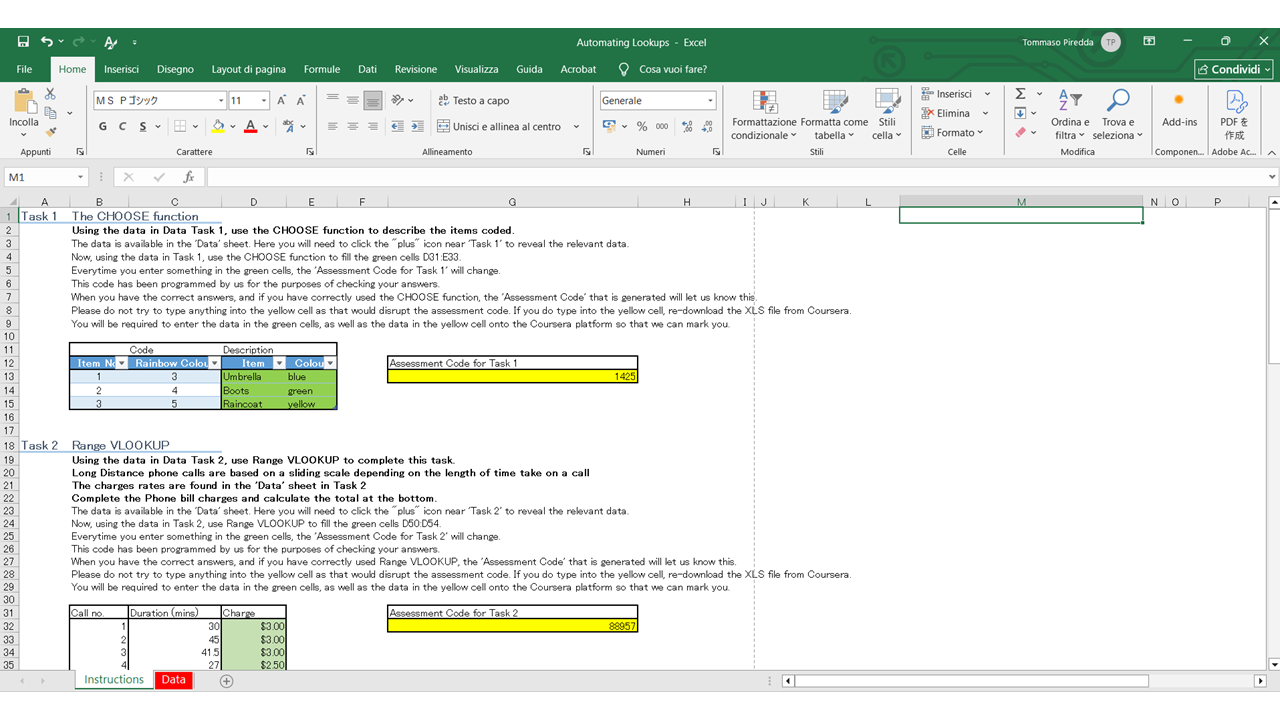 Automating Lookups - Excel
Tommaso Piredda TP
File Home Inserisci Disegno Layout di pagina Formule Dati Revisione Visualizza Guida Acrobat Cosa vuoi fare?
Condividi
Incolla
MS Pゴシック 11
Testo a capo
Generale
Inserisci
Elimina
Formato
G C S
Unisci e allinea al centro
% 000
Formattazione condizionale
Formatta come tabella
Stili cella
Ordina e filtra
Trova e seleziona
Add-ins
PDF を作成
Appunti Carattere Allineamento Numeri Stili Celle Modifica Componen... Adobe Ac...
M1 fx
A B C D E F G H I J K L M N O P
1 Task 1 The CHOOSE function
2 Using the data in Data Task 1, use the CHOOSE function to describe the items coded.
3 The data is available in the 'Data' sheet. Here you will need to click the "plus" icon near 'Task 1' to reveal the relevant data.
4 Now, using the data in Task 1, use the CHOOSE function to fill the green cells D31:E33.
5 Everytime you enter something in the green cells, the 'Assessment Code for Task 1' will change.
6 This code has been programmed by us for the purposes of checking your answers.
7 When you have the correct answers, and if you have correctly used the CHOOSE function, the 'Assessment Code' that is generated will let us know this.
8 Please do not try to type anything into the yellow cell as that would disrupt the assessment code. If you do type into the yellow cell, re-download the XLS file from Coursera.
9 You will be required to enter the data in the green cells, as well as the data in the yellow cell onto the Coursera platform so that we can mark you.
10
11 Code Description
12 Item No Rainbow Colou Item Colou Assessment Code for Task 1
13 1 3 Umbrella blue 1425
14 2 4 Boots green
15 3 5 Raincoat yellow
16
17
18 Task 2 Range VLOOKUP
19 Using the data in Data Task 2, use Range VLOOKUP to complete this task.
20 Long Distance phone calls are based on a sliding scale depending on the length of time take on a call
21 The charges rates are found in the 'Data' sheet in Task 2
22 Complete the Phone bill charges and calculate the total at the bottom.
23 The data is available in the 'Data' sheet. Here you will need to click the "plus" icon near 'Task 2' to reveal the relevant data.
24 Now, using the data in Task 2, use Range VLOOKUP to fill the green cells D50:D54.
25 Everytime you enter something in the green cells, the 'Assessment Code for Task 2' will change.
26 This code has been programmed by us for the purposes of checking your answers.
27 When you have the correct answers, and if you have correctly used Range VLOOKUP, the 'Assessment Code' that is generated will let us know this.
28 Please do not try to type anything into the yellow cell as that would disrupt the assessment code. If you do type into the yellow cell, re-download the XLS file from Coursera.
29 You will be required to enter the data in the green cells, as well as the data in the yellow cell onto the Coursera platform so that we can mark you.
30
31 Call no. Duration (mins) Charge Assessment Code for Task 2
32 1 30 $3.00 88957
33 2 45 $3.00
34 3 41.5 $3.00
35 4 27 $2.50
Instructions Data